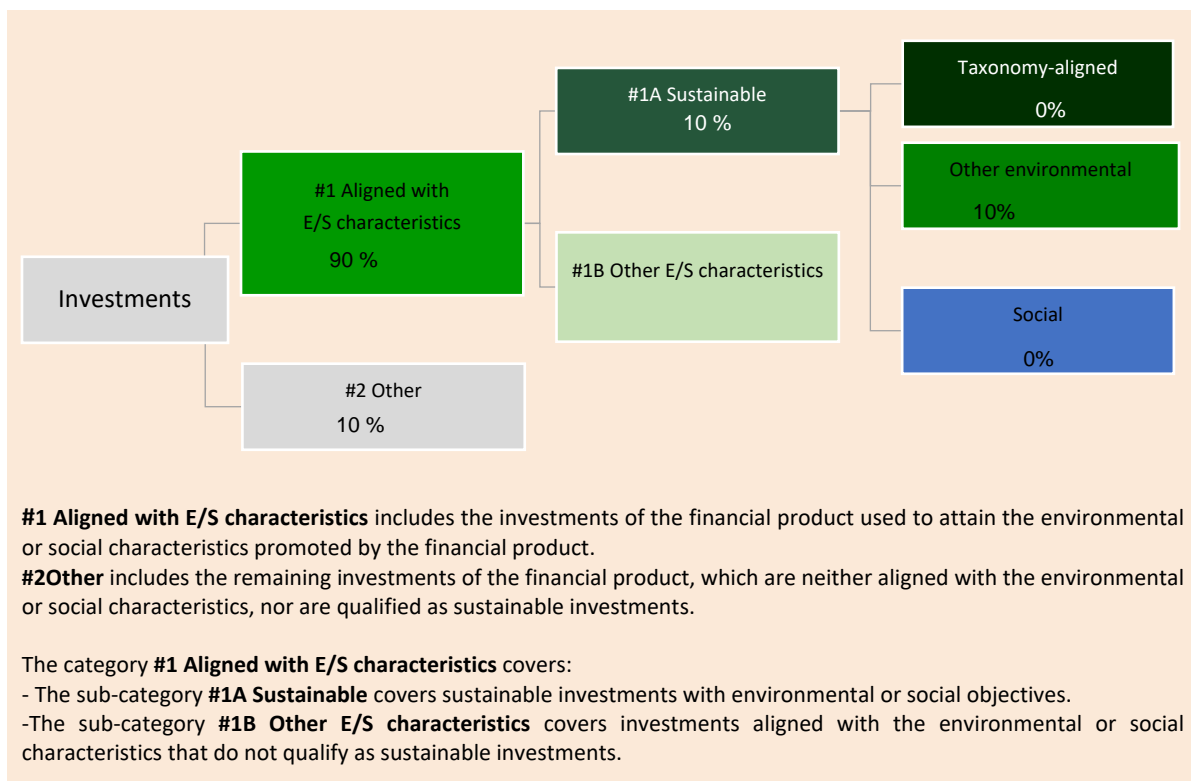 Investments
#1 Aligned with
E/S characteristics
90 %
#2 Other
10 %
#1A Sustainable
10 %
#1B Other E/S characteristics
Taxonomy-aligned
0%
Other environmental
10%
Social
0%
#1 Aligned with E/S characteristics includes the investments of the financial product used to attain the environmental
or social characteristics promoted by the financial product.
#2Other includes the remaining investments of the financial product, which are neither aligned with the environmental
or social characteristics, nor are qualified as sustainable investments.
The category #1 Aligned with E/S characteristics covers:
- The sub-category #1A Sustainable covers sustainable investments with environmental or social objectives.
-The sub-category #1B Other E/S characteristics covers investments aligned with the environmental or social
characteristics that do not qualify as sustainable investments.